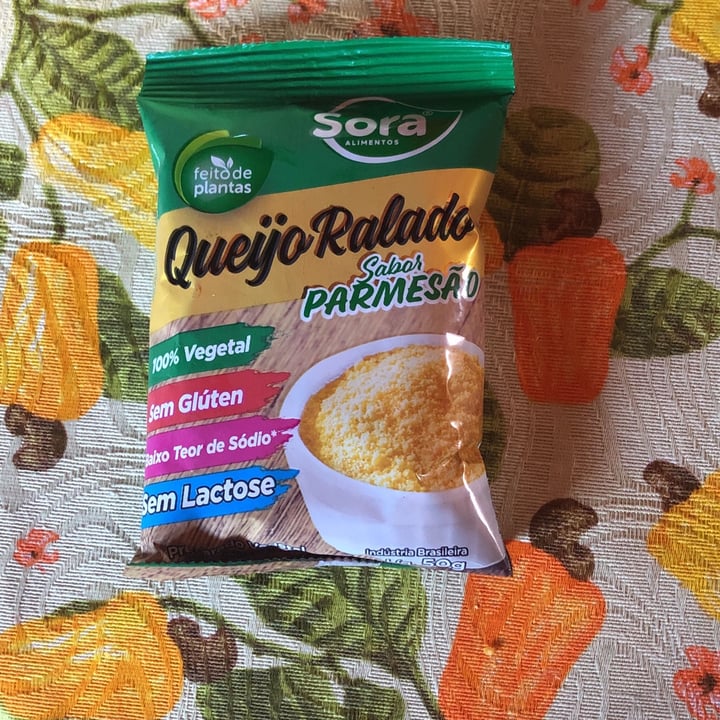 Sora®
ALIMENTOS
feito de
plantas
Queijo Ralado
Sabor
PARMESÃO
100% Vegetal
Sem Glúten
Baixo Teor de Sódio*
Sem Lactose
Indústria Brasileira
50g